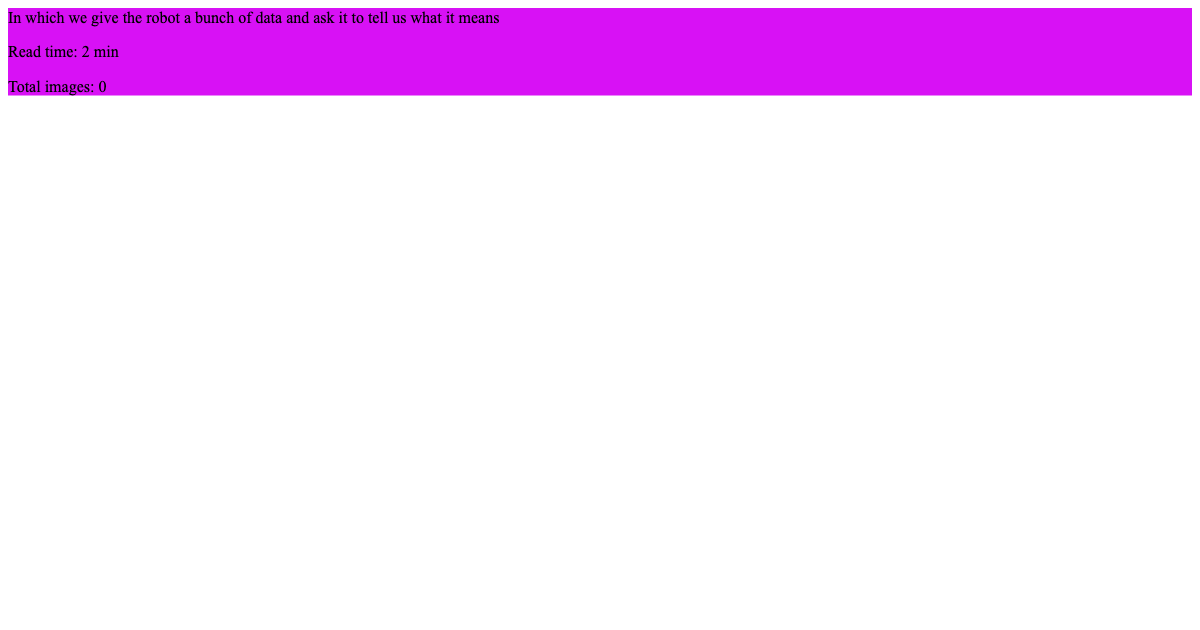 In which we give the robot a bunch of data and ask it to tell us what it means
Read time: 2 min
Total images: 0